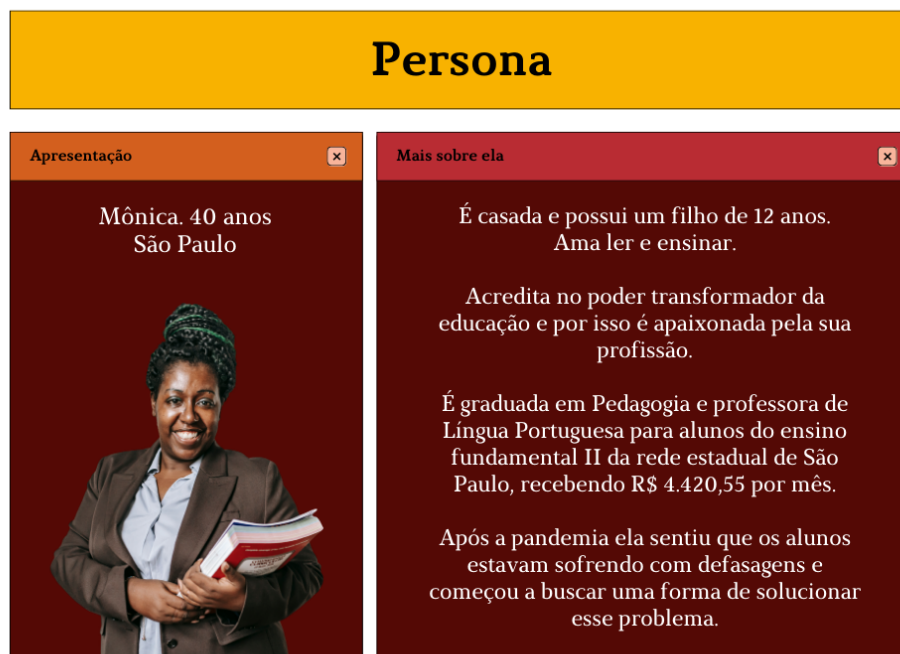 Persona
Apresentação
Mônica. 40 anos
São Paulo
Mais sobre ela
É casada e possui um filho de 12 anos.
Ama ler e ensinar.
Acredita no poder transformador da
educação e por isso é apaixonada pela sua
profissão.
É graduada em Pedagogia e professora de
Língua Portuguesa para alunos do ensino
fundamental II da rede estadual de São
Paulo, recebendo R$ 4.420,55 por mês.
Após a pandemia ela sentiu que os alunos
estavam sofrendo com defasagens e
começou a buscar uma forma de solucionar
esse problema.